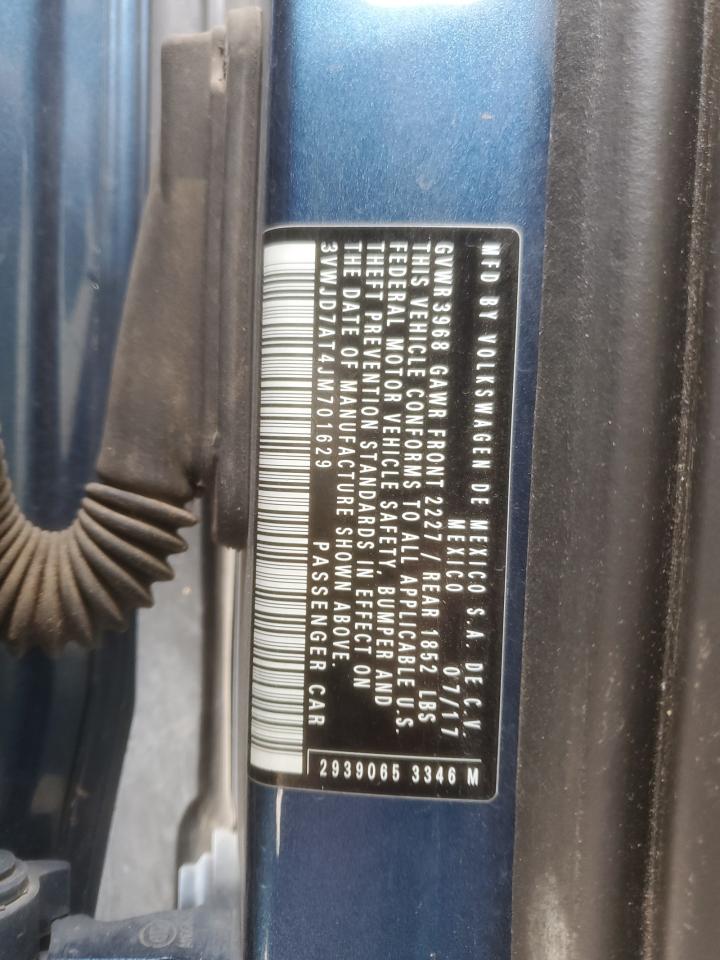 MFD BY VOLKSWAGEN DE MEXICO S.A. DE C.V.
MEXICO 07/17
GVWR3968 GAWR FRONT 2227 / REAR 1852 LBS
THIS VEHICLE CONFORMS TO ALL APPLICABLE U.S.
FEDERAL MOTOR VEHICLE SAFETY, BUMPER AND
THEFT PREVENTION STANDARDS IN EFFECT ON
THE DATE OF MANUFACTURE SHOWN ABOVE.
3VWJD7AT4JM701629 PASSENGER CAR
2939065 3346 M